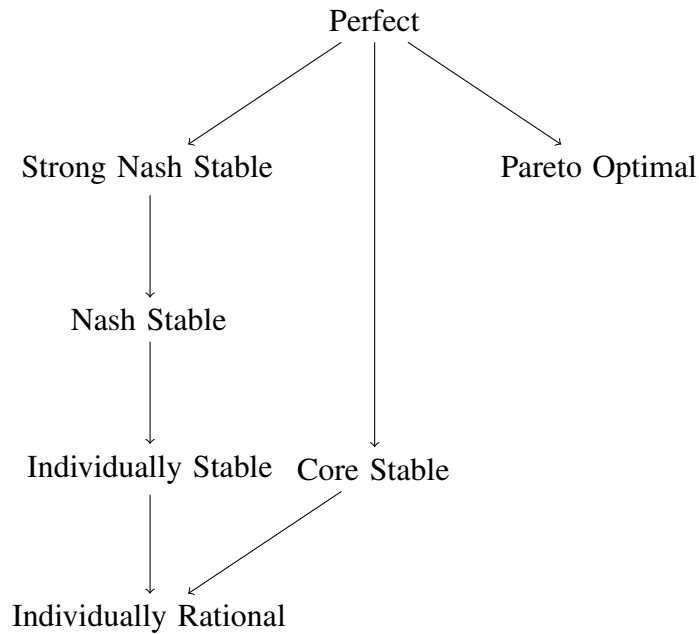 Perfect
Strong Nash Stable
Pareto Optimal
Nash Stable
Individually Stable
Core Stable
Individually Rational